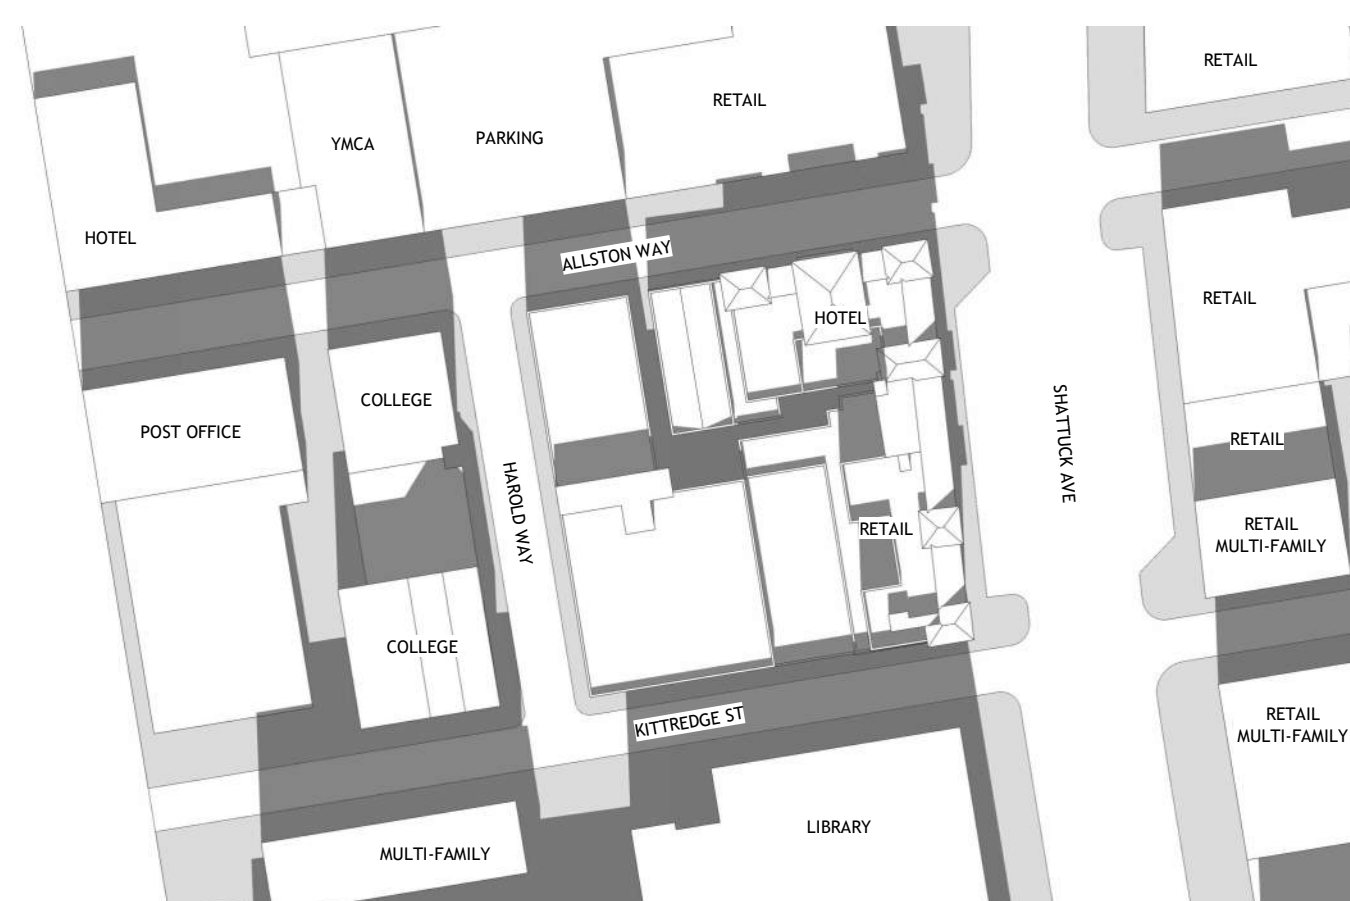 RETAIL
RETAIL
PARKING
YMCA
HOTEL
ALLSTON WAY
RETAIL
HOTEL
SHATTUCK AVE
COLLEGE
POST OFFICE
RETAIL
HAROLD WAY
RETAIL
RETAIL
MULTI-FAMILY
COLLEGE
KITTREDGE ST
RETAIL
MULTI-FAMILY
LIBRARY
MULTI-FAMILY